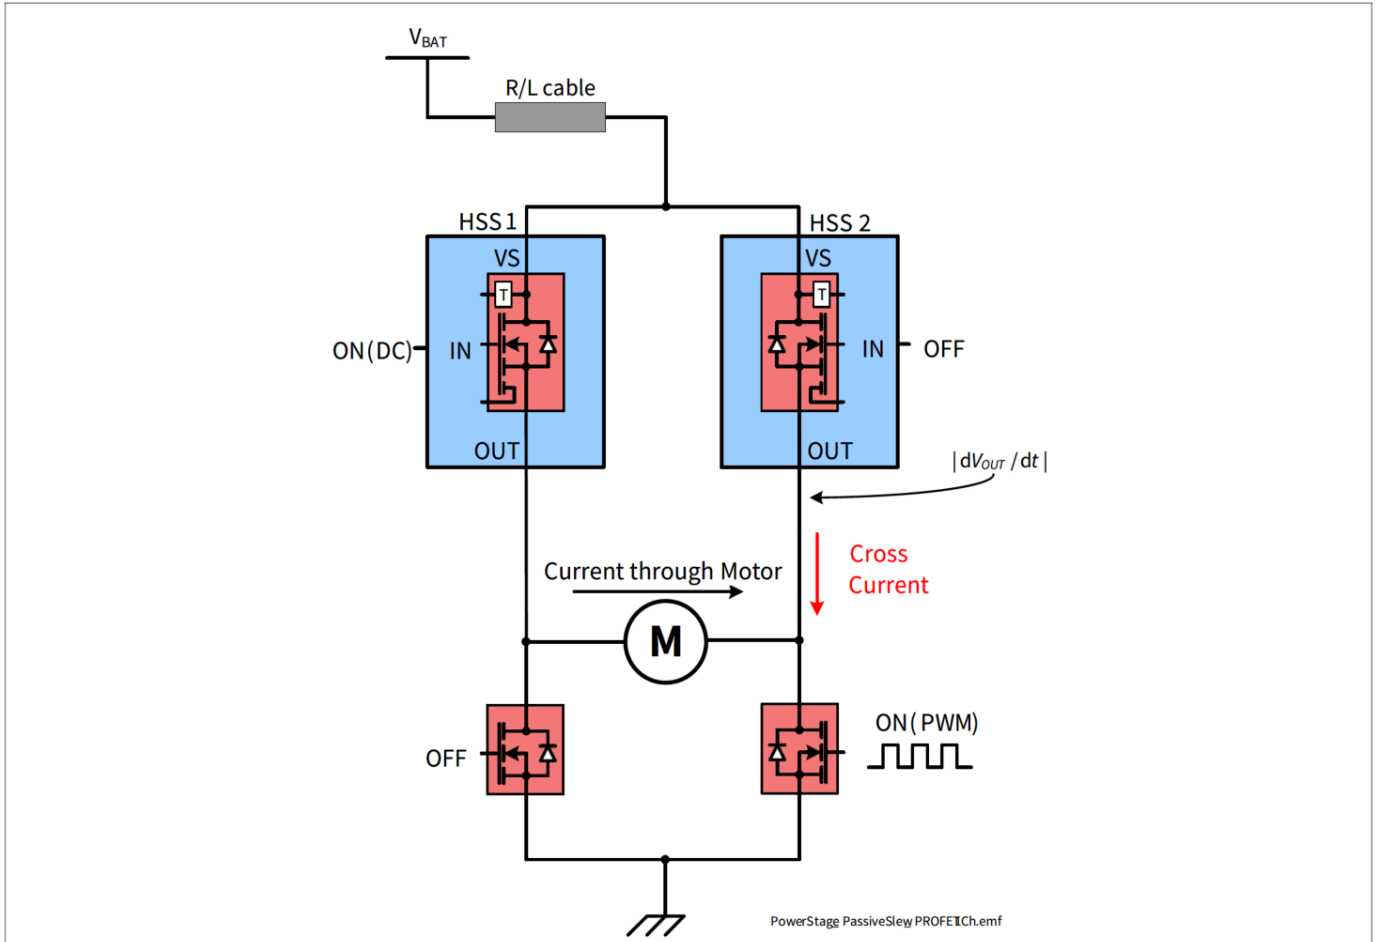 VBAT
R/L cable
HSS 1
HSS 2
VS
VS
T
T
ON(DC)
IN
IN
OFF
OUT
OUT
|dVOUT /dt|
Cross
Current
Current through Motor
M
ON(PWM)
OFF
PowerStage PassiveSlew PROFET1Ch.emf